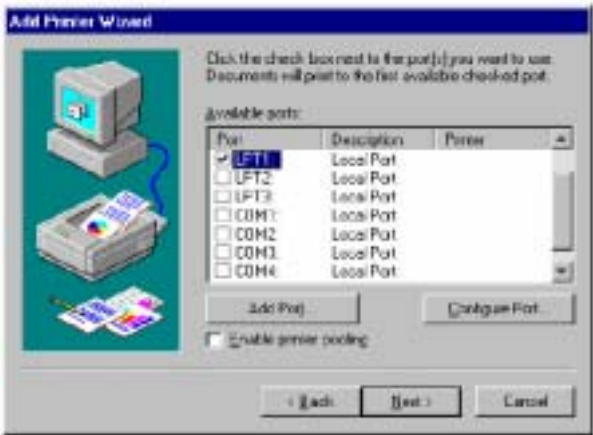 Add Printer Wizard
Click the check box next to the port(s) you want to use.
Documents will print to the first available checked port.
Available ports:
Port Description Printer
LPT1: Local Port
LPT2: Local Port
LPT3: Local Port
COM1: Local Port
COM2: Local Port
COM3: Local Port
COM4: Local Port
Add Port... Configure Port...
Enable printer pooling
< Back Next > Cancel